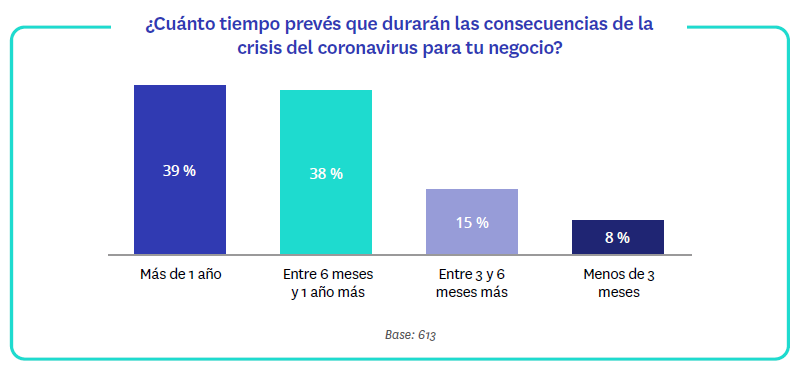 ¿Cuánto tiempo prevés que durarán las consecuencias de la
crisis del coronavirus para tu negocio?
39 %
38 %
15 %
8 %
Más de 1 año
Entre 6 meses
y 1 año más
Entre 3 y 6
meses más
Menos de 3
meses
Base: 613